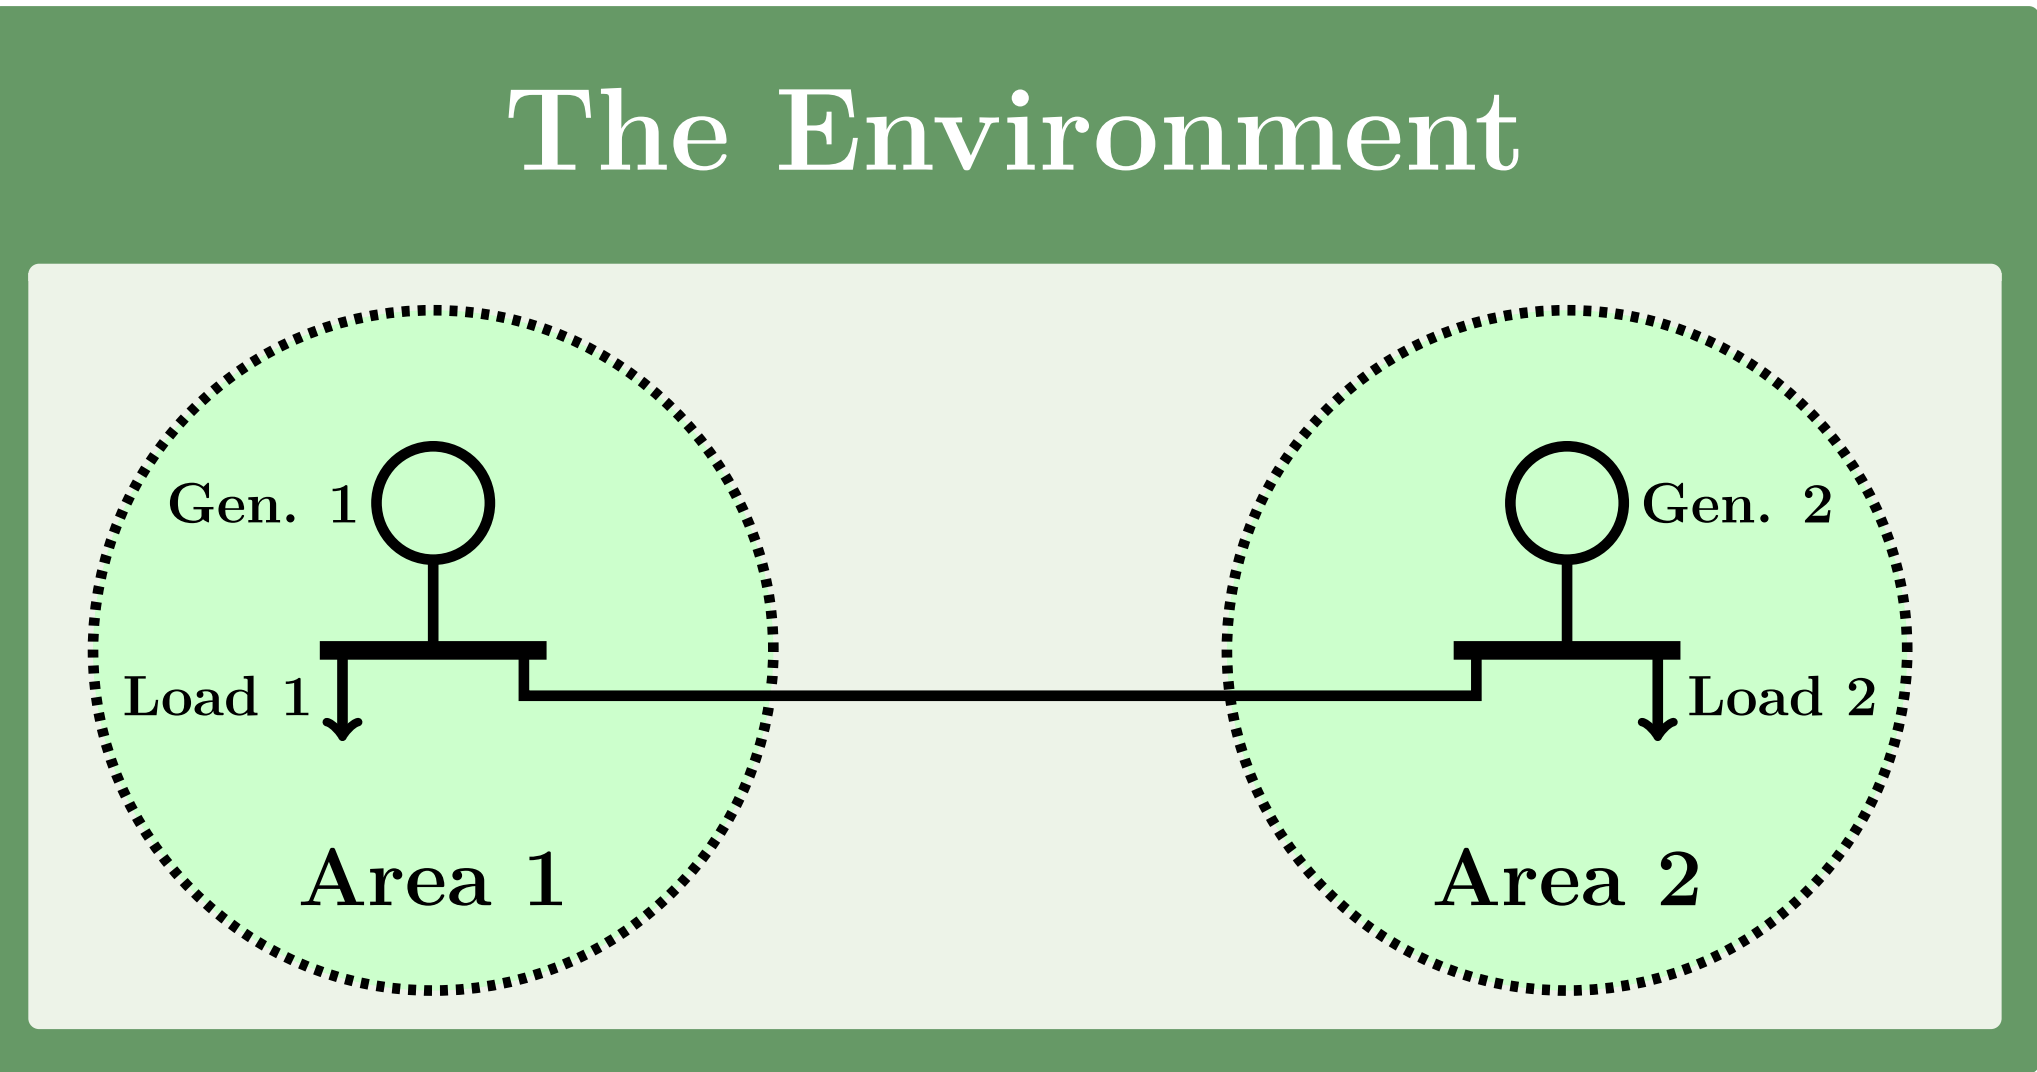 The Environment
Gen. 1
Gen. 2
Load 1
Load 2
Area 1
Area 2